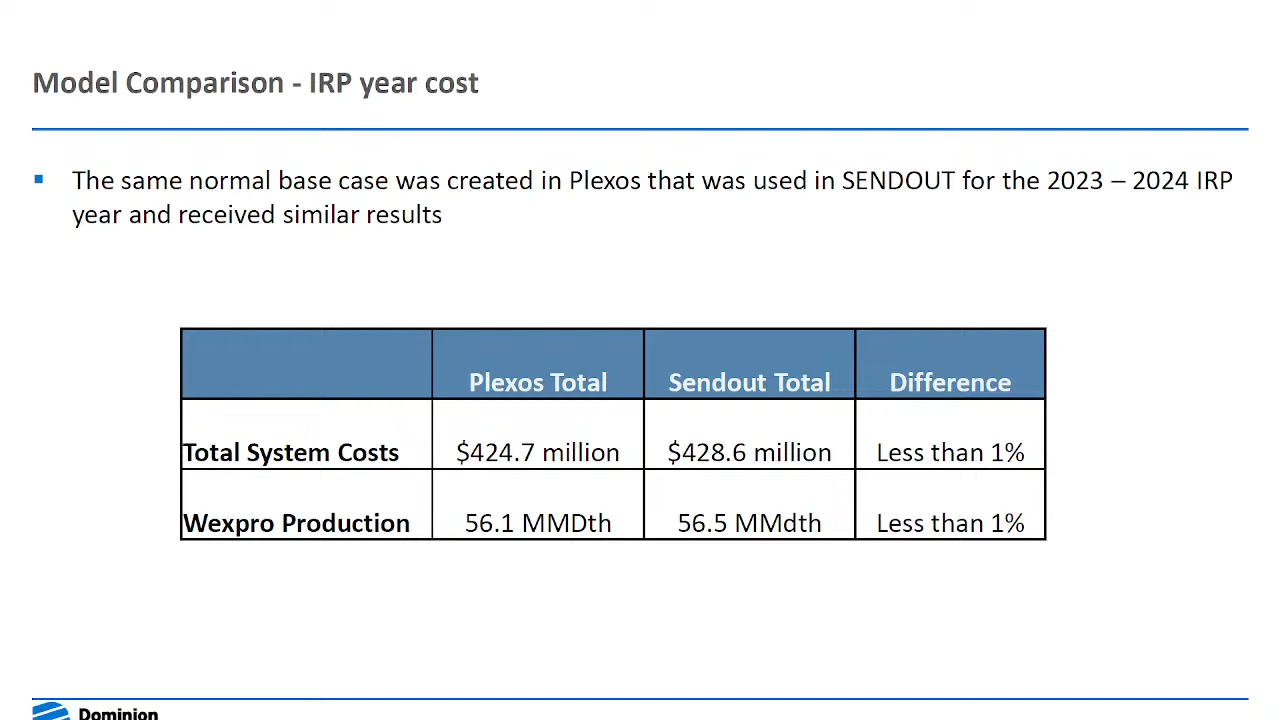 Model Comparison - IRP year cost
▪ The same normal base case was created in Plexos that was used in SENDOUT for the 2023 – 2024 IRP
year and received similar results
Plexos Total Sendout Total Difference
Total System Costs $424.7 million $428.6 million Less than 1%
Wexpro Production 56.1 MMDth 56.5 MMdth Less than 1%
Dominion